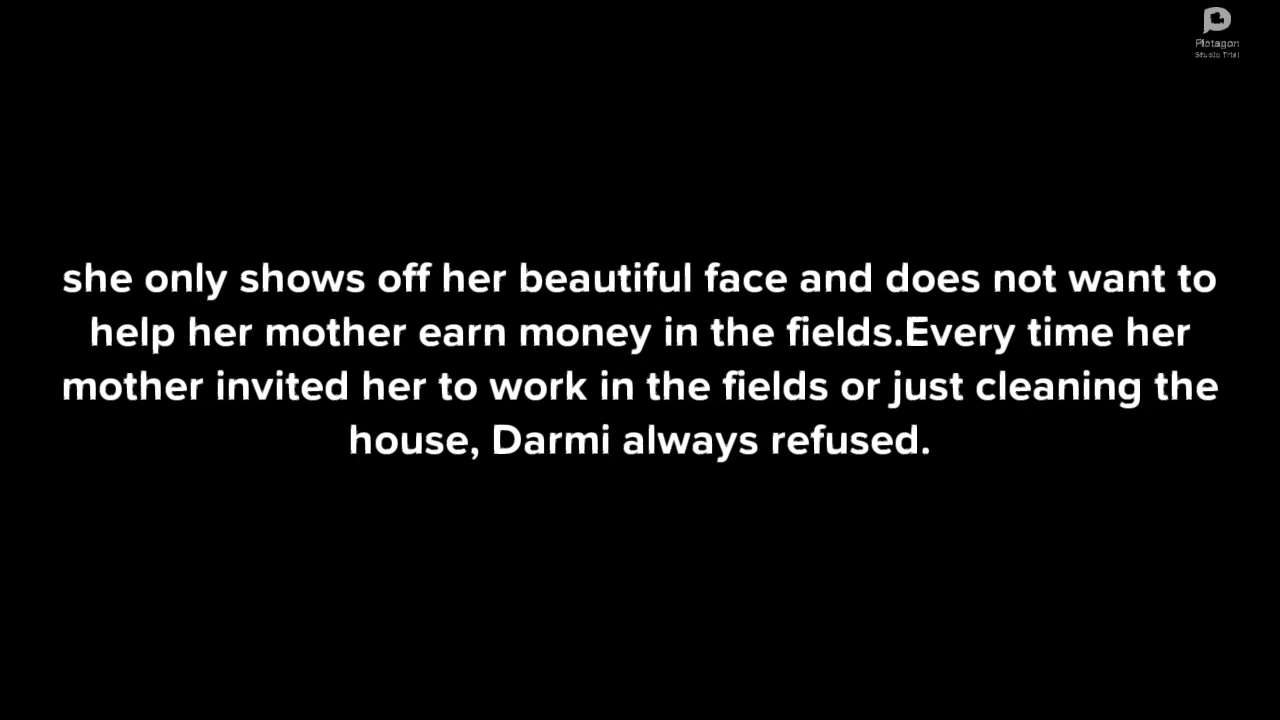 Plotagon
Studio Trial
she only shows off her beautiful face and does not want to
help her mother earn money in the fields.Every time her
mother invited her to work in the fields or just cleaning the
house, Darmi always refused.